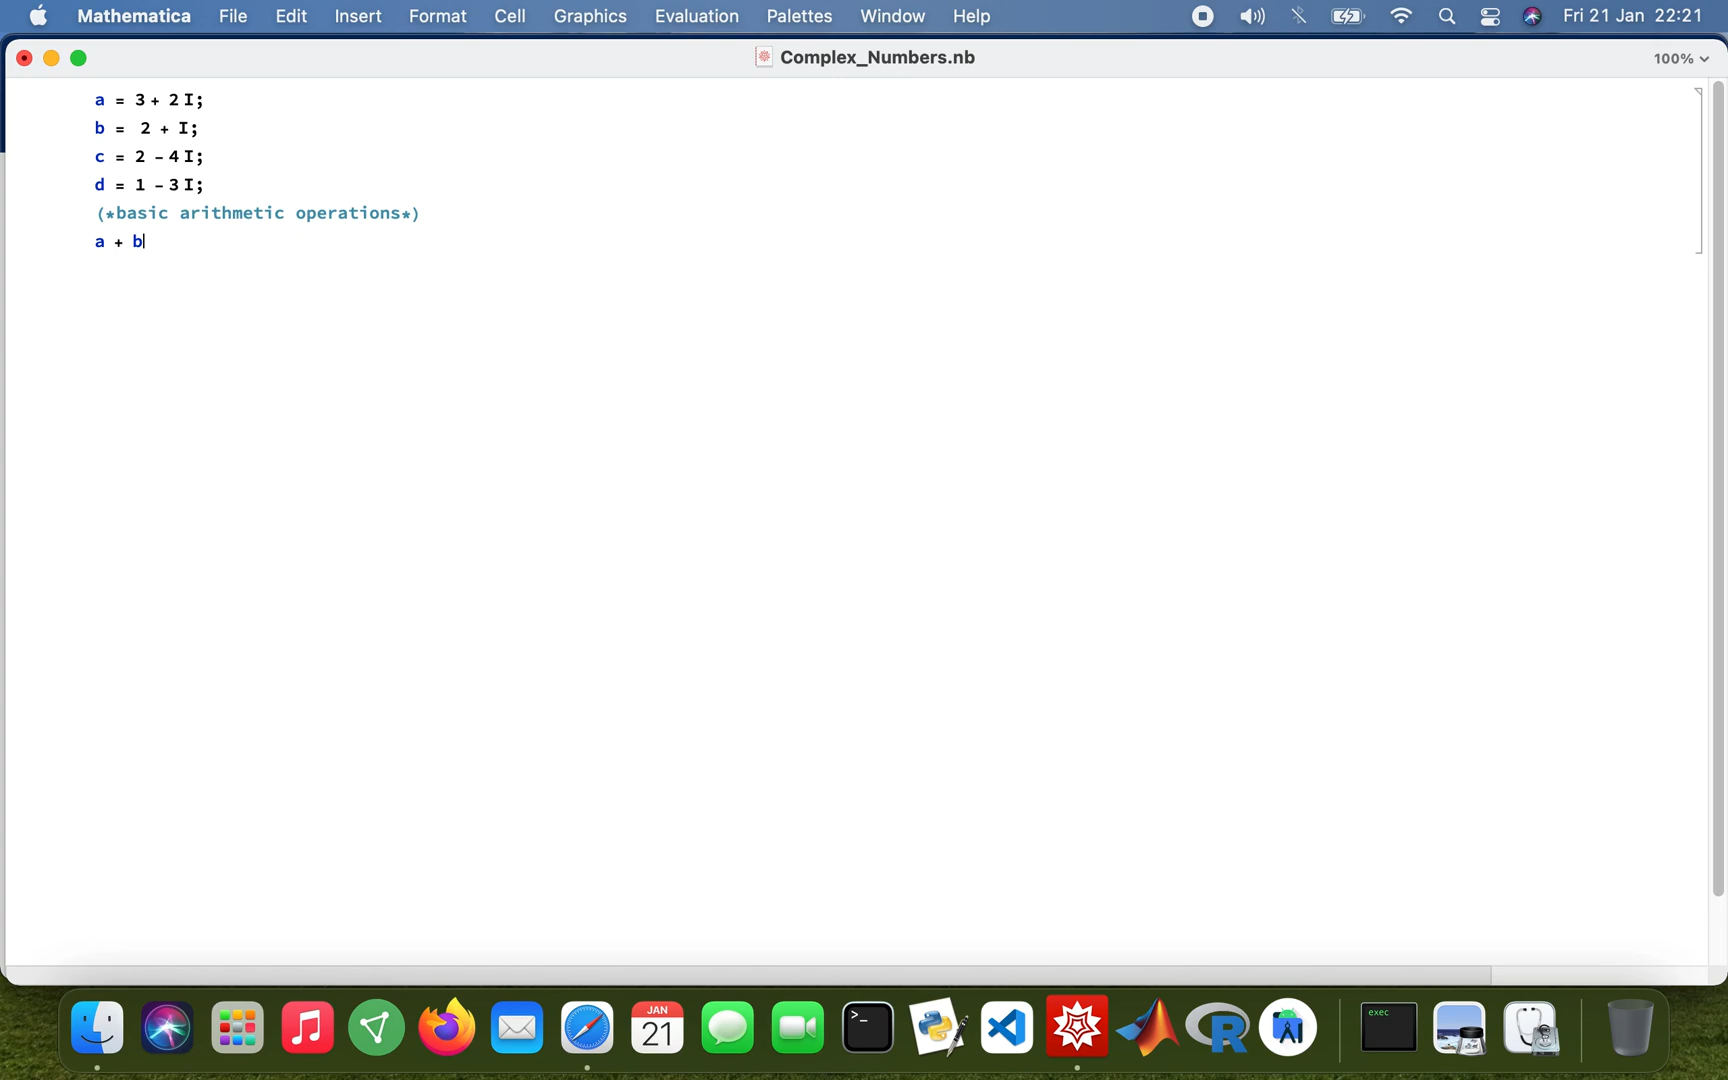 Mathematica File Edit Insert Format Cell Graphics Evaluation Palettes Window Help Fri 21 Jan 22:21
Complex_Numbers.nb 100%
a = 3 + 2 I;
b = 2 + I;
c = 2 - 4 I;
d = 1 - 3 I;
(*basic arithmetic operations*)
a + b
JAN
21
>_
exec
R